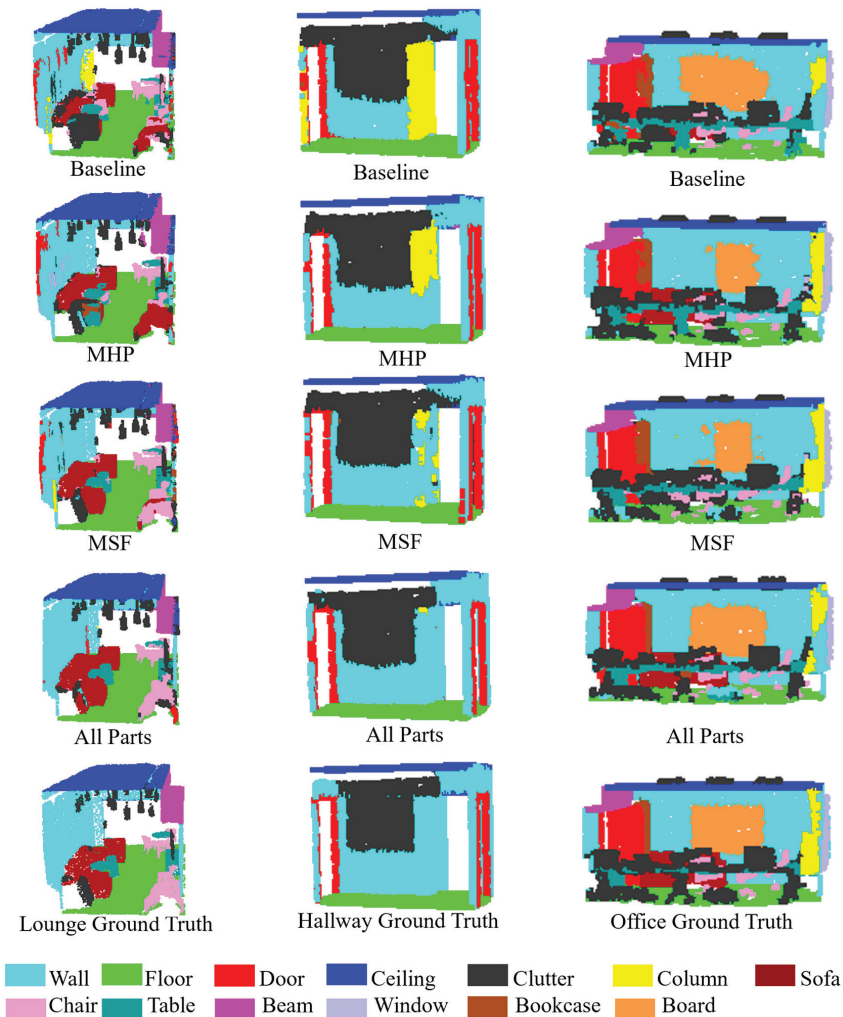 Baseline Baseline Baseline
MHP MHP MHP
MSF MSF MSF
All Parts All Parts All Parts
Lounge Ground Truth Hallway Ground Truth Office Ground Truth
Wall Floor Door Ceiling Clutter Column Sofa
Chair Table Beam Window Bookcase Board